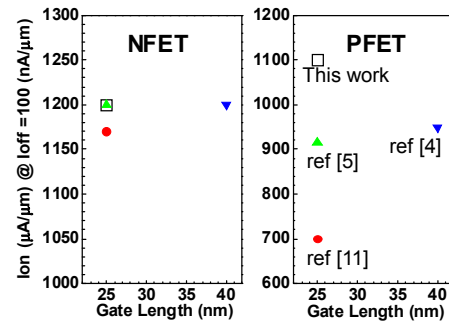 Ion (μA/μm) @ Ioff =100 (nA/μm)
1300
1250
1200
1150
1100
1050
1000
NFET
25 30 35 40
Gate Length (nm)
1200
1100
1000
900
800
700
600
PFET
This work
ref [4]
ref [5]
ref [11]
25 30 35 40
Gate Length (nm)